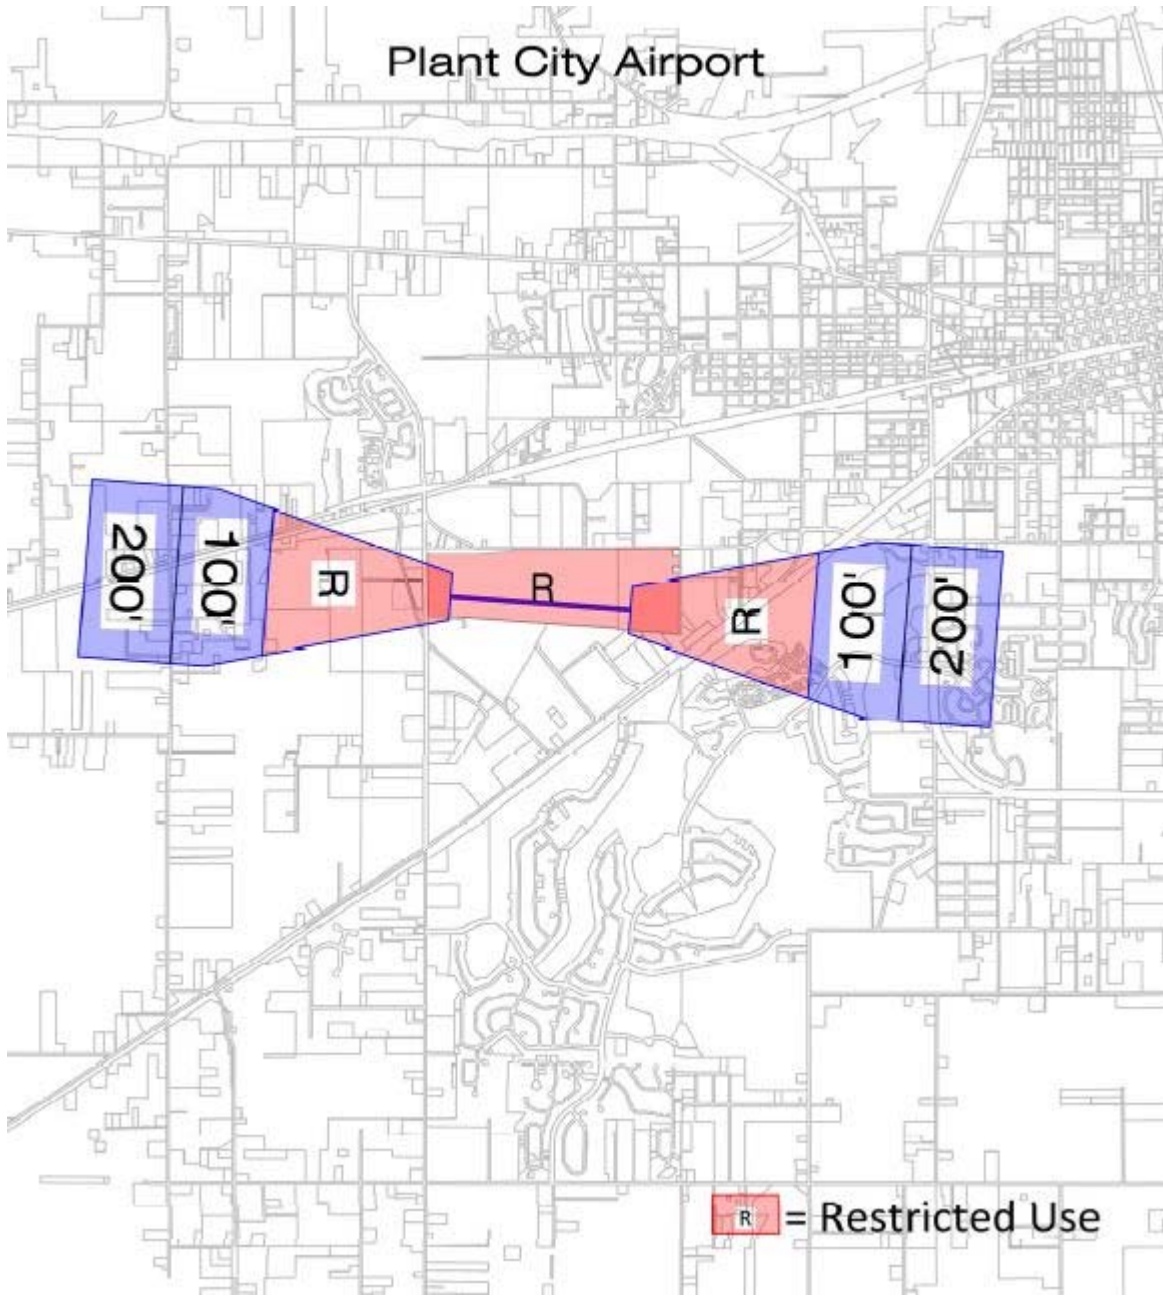 Plant City Airport
200'
100'
R
R
R
100'
200'
R = Restricted Use